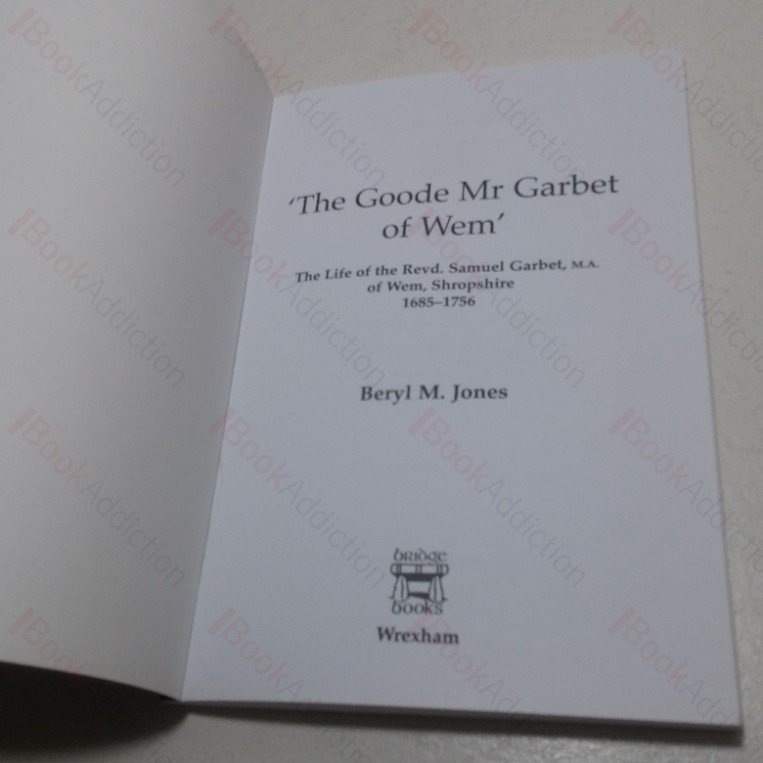 'The Goode Mr Garbet
of Wem'
The Life of the Revd. Samuel Garbet, M.A.
of Wem, Shropshire
1685–1756
Beryl M. Jones
bridge
books
Wrexham
BookAddiction